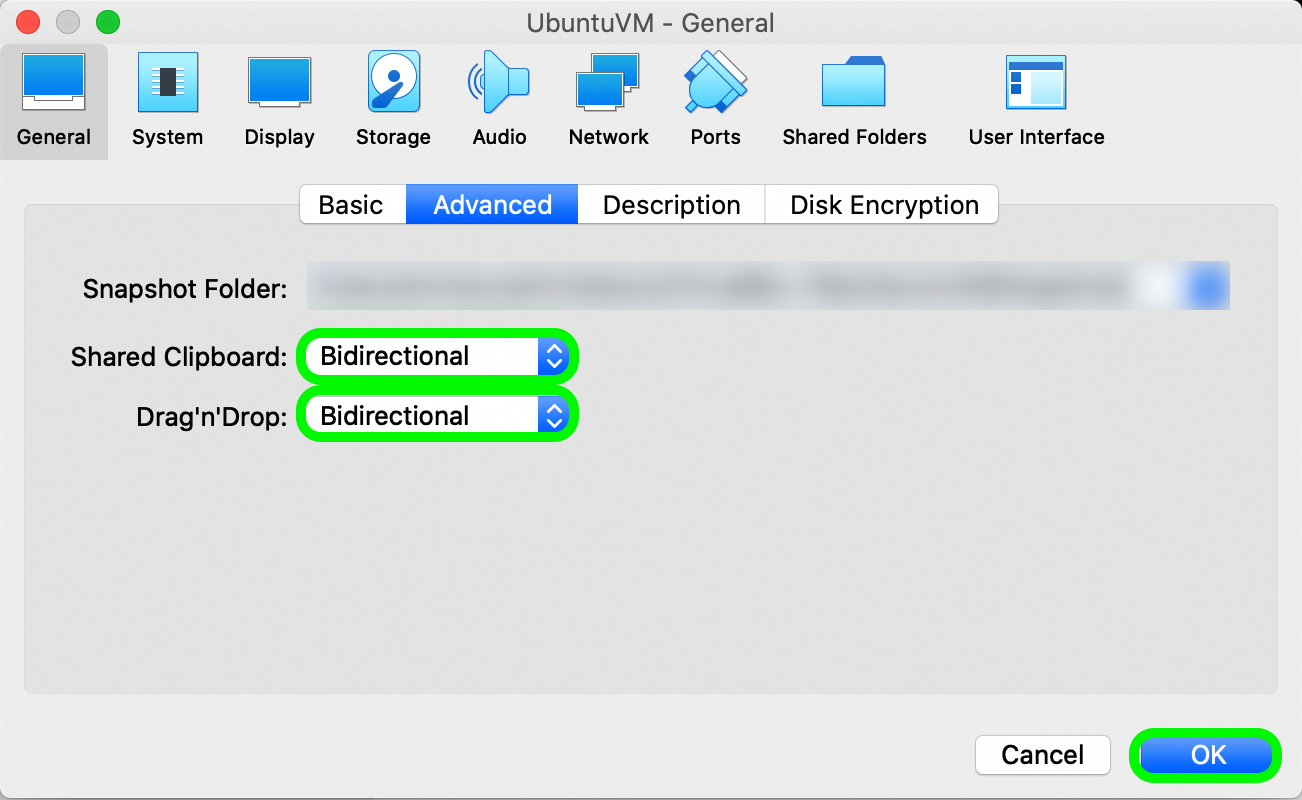 UbuntuVM - General
General System Display Storage Audio Network Ports Shared Folders User Interface
Basic Advanced Description Disk Encryption
Snapshot Folder:
Shared Clipboard: Bidirectional
Drag'n'Drop: Bidirectional
Cancel OK